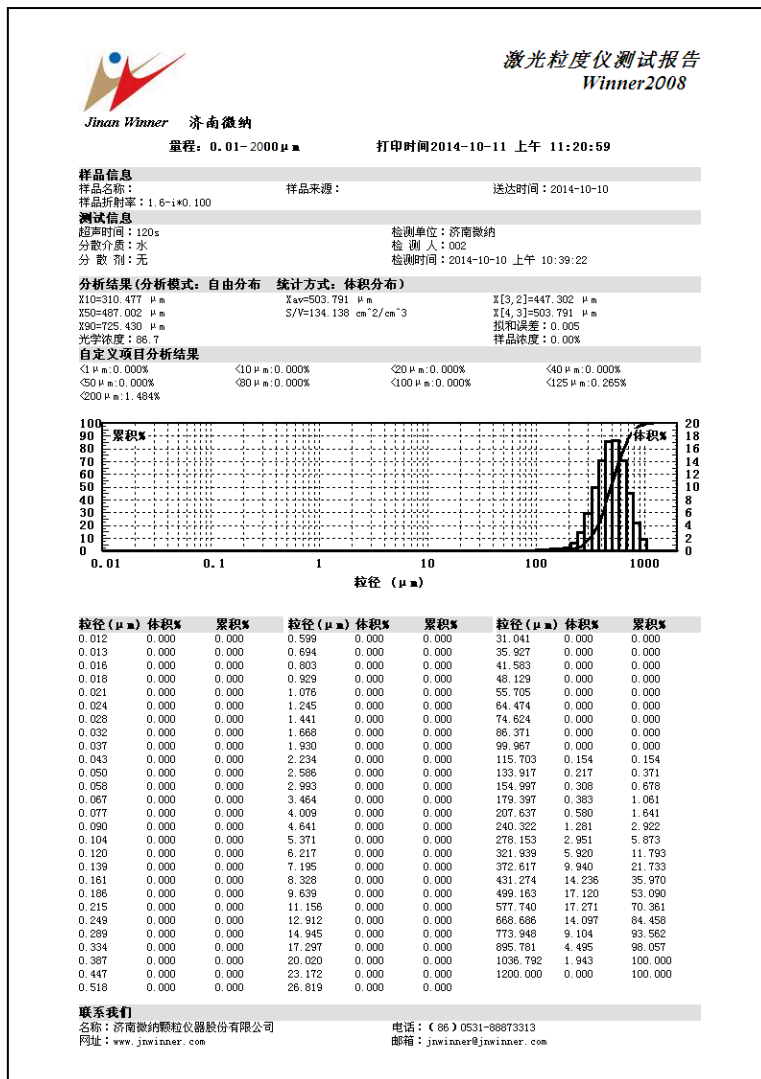 激光粒度仪测试报告
Winner2008
Jinan Winner 济南微纳
量程：0.01-2000μm 打印时间2014-10-11 上午 11:20:59
样品信息
样品名称： 样品来源： 送达时间：2014-10-10
样品折射率：1.6-i*0.100
测试信息
超声时间：120s 检测单位：济南微纳
分散介质：水 检 测 人：002
分 散 剂：无 检测时间：2014-10-10 上午 10:39:22
分析结果(分析模式：自由分布 统计方式：体积分布)
X10=310.477 μm Xav=503.791 μm X[3,2]=447.302 μm
X50=487.002 μm S/V=134.138 cm^2/cm^3 X[4,3]=503.791 μm
X90=725.430 μm 拟和误差：0.005
光学浓度：86.7 样品浓度：0.00%
自定义项目分析结果
<1μm:0.000% <10μm:0.000% <20μm:0.000% <40μm:0.000%
<50μm:0.000% <80μm:0.000% <100μm:0.000% <125μm:0.265%
<200μm:1.484%
100 20
90 累积% 体积% 18
80 16
70 14
60 12
50 10
40 8
30 6
20 4
10 2
0 0
0.01 0.1 1 10 100 1000
粒径 (μm)
粒径(μm) 体积% 累积% 粒径(μm) 体积% 累积% 粒径(μm) 体积% 累积%
0.012 0.000 0.000 0.599 0.000 0.000 31.041 0.000 0.000
0.013 0.000 0.000 0.694 0.000 0.000 35.927 0.000 0.000
0.016 0.000 0.000 0.803 0.000 0.000 41.583 0.000 0.000
0.018 0.000 0.000 0.929 0.000 0.000 48.129 0.000 0.000
0.021 0.000 0.000 1.076 0.000 0.000 55.705 0.000 0.000
0.024 0.000 0.000 1.245 0.000 0.000 64.474 0.000 0.000
0.028 0.000 0.000 1.441 0.000 0.000 74.624 0.000 0.000
0.032 0.000 0.000 1.668 0.000 0.000 86.371 0.000 0.000
0.037 0.000 0.000 1.930 0.000 0.000 99.967 0.000 0.000
0.043 0.000 0.000 2.234 0.000 0.000 115.703 0.154 0.154
0.050 0.000 0.000 2.586 0.000 0.000 133.917 0.217 0.371
0.058 0.000 0.000 2.993 0.000 0.000 154.997 0.308 0.678
0.067 0.000 0.000 3.464 0.000 0.000 179.397 0.383 1.061
0.077 0.000 0.000 4.009 0.000 0.000 207.637 0.580 1.641
0.090 0.000 0.000 4.641 0.000 0.000 240.322 1.281 2.922
0.104 0.000 0.000 5.371 0.000 0.000 278.153 2.951 5.873
0.120 0.000 0.000 6.217 0.000 0.000 321.939 5.920 11.793
0.139 0.000 0.000 7.195 0.000 0.000 372.617 9.940 21.733
0.161 0.000 0.000 8.328 0.000 0.000 431.274 14.236 35.970
0.186 0.000 0.000 9.639 0.000 0.000 499.163 17.120 53.090
0.215 0.000 0.000 11.156 0.000 0.000 577.740 17.271 70.361
0.249 0.000 0.000 12.912 0.000 0.000 668.686 14.097 84.458
0.289 0.000 0.000 14.945 0.000 0.000 773.948 9.104 93.562
0.334 0.000 0.000 17.297 0.000 0.000 895.781 4.495 98.057
0.387 0.000 0.000 20.020 0.000 0.000 1036.792 1.943 100.000
0.447 0.000 0.000 23.172 0.000 0.000 1200.000 0.000 100.000
0.518 0.000 0.000 26.819 0.000 0.000
联系我们
名称：济南微纳颗粒仪器股份有限公司 电话：(86)0531-88873313
网址：www.jnwinner.com 邮箱：jnwinner@jnwinner.com